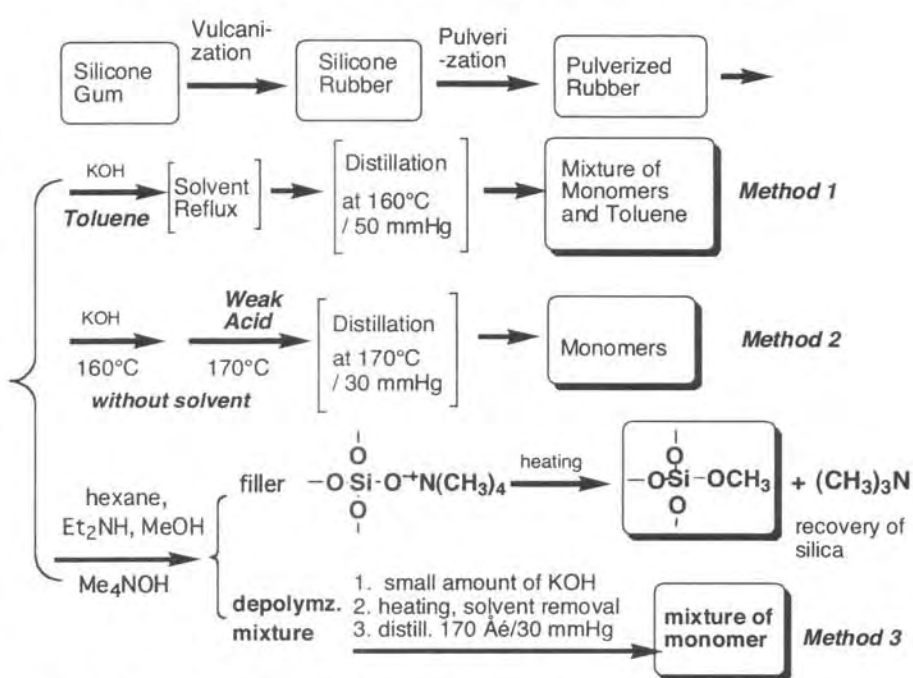 Vulcani-
zation
Pulveri
-zation
Silicone
Gum
Silicone
Rubber
Pulverized
Rubber
KOH
Toluene
Solvent
Reflux
Distillation
at 160°C
/ 50 mmHg
Mixture of
Monomers
and Toluene
Method 1
KOH
160°C
Weak
Acid
170°C
without solvent
Distillation
at 170°C
/ 30 mmHg
Monomers
Method 2
hexane,
Et₂NH, MeOH
Me₄NOH
filler
O
–O-Si-O⁻⁺N(CH₃)₄
O
heating
O
–O-Si-OCH₃ + (CH₃)₃N
O
recovery of
silica
depolymz.
mixture
1. small amount of KOH
2. heating, solvent removal
3. distill. 170 Åé/30 mmHg
mixture of
monomer
Method 3